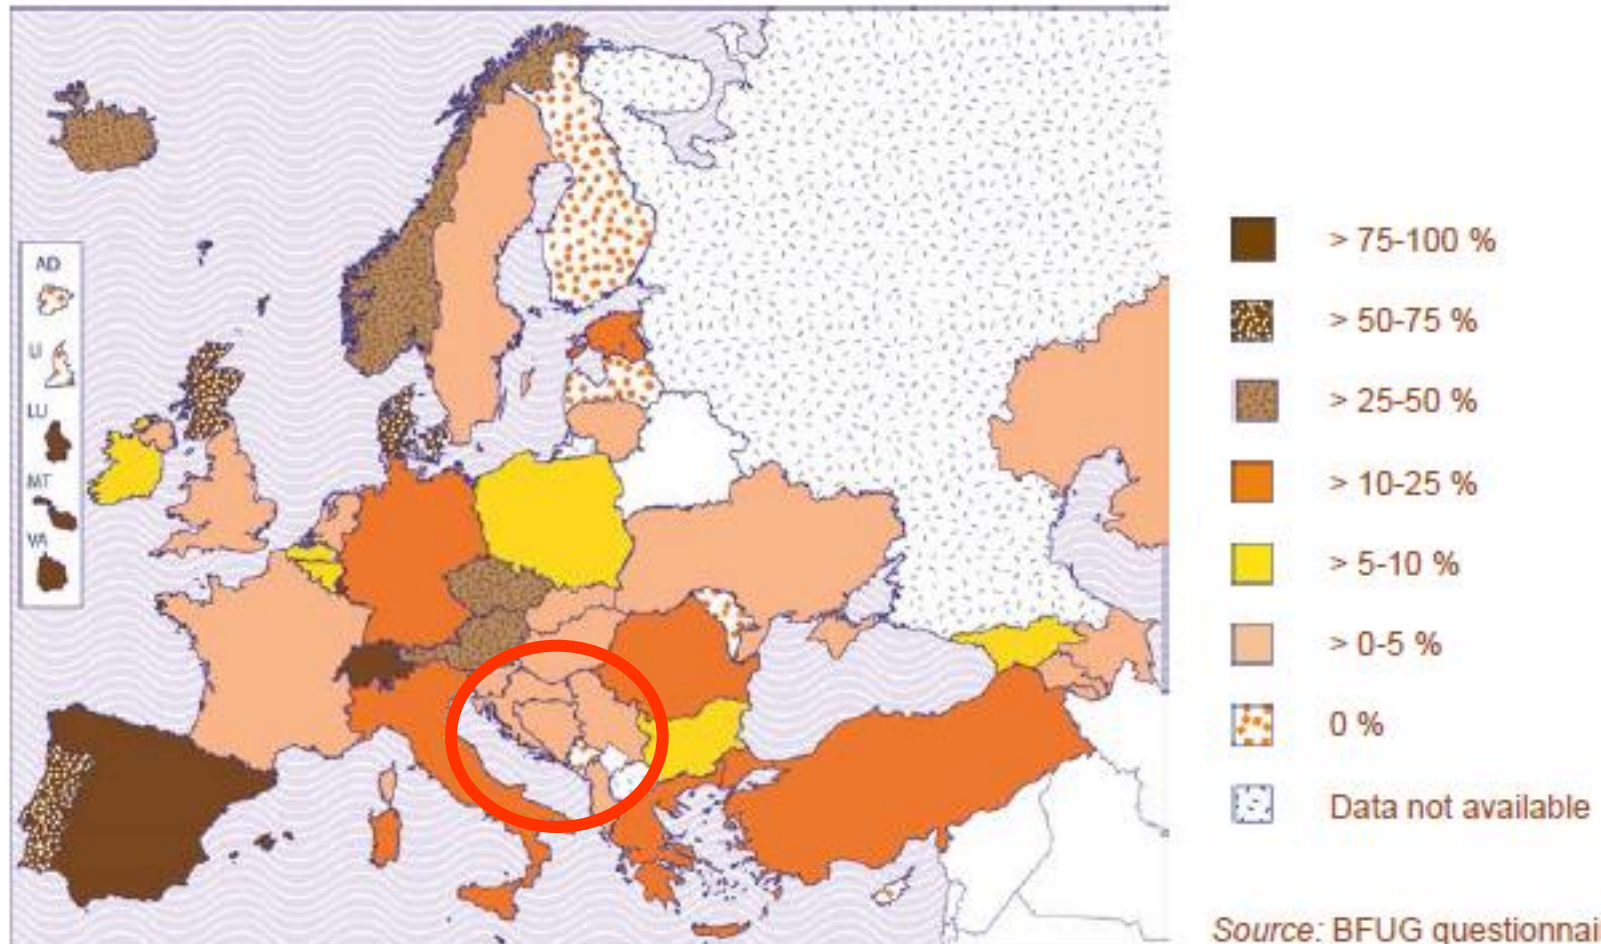 AD
LI
LU
MT
VA
> 75-100 %
> 50-75 %
> 25-50 %
> 10-25 %
> 5-10 %
> 0-5 %
0 %
Data not available
Source: BFUG questionnai